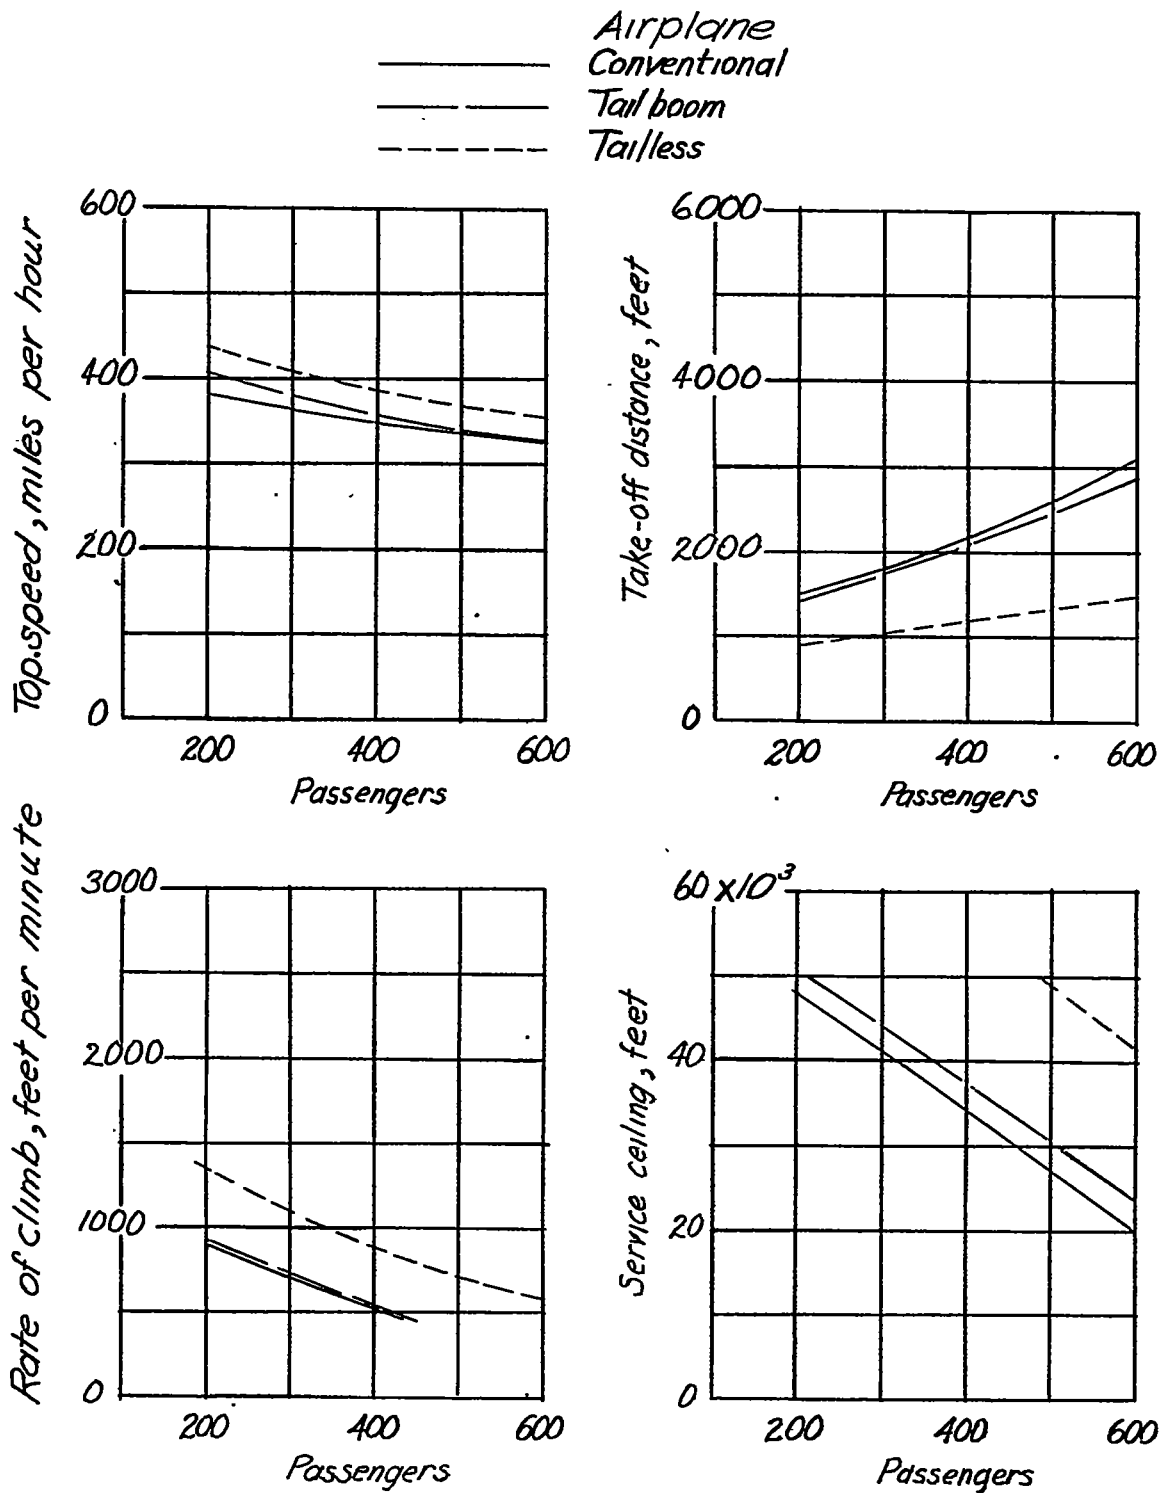 Airplane
Conventional
Tail boom
Tailless
600
400
200
0
Top.speed, miles per hour
200 400 600
Passengers
6000
4000
2000
0
Take-off distance, feet
200 400 600
Passengers
3000
2000
1000
0
Rate of climb, feet per minute
200 400 600
Passengers
60 x10³
40
20
0
Service ceiling, feet
200 400 600
Passengers